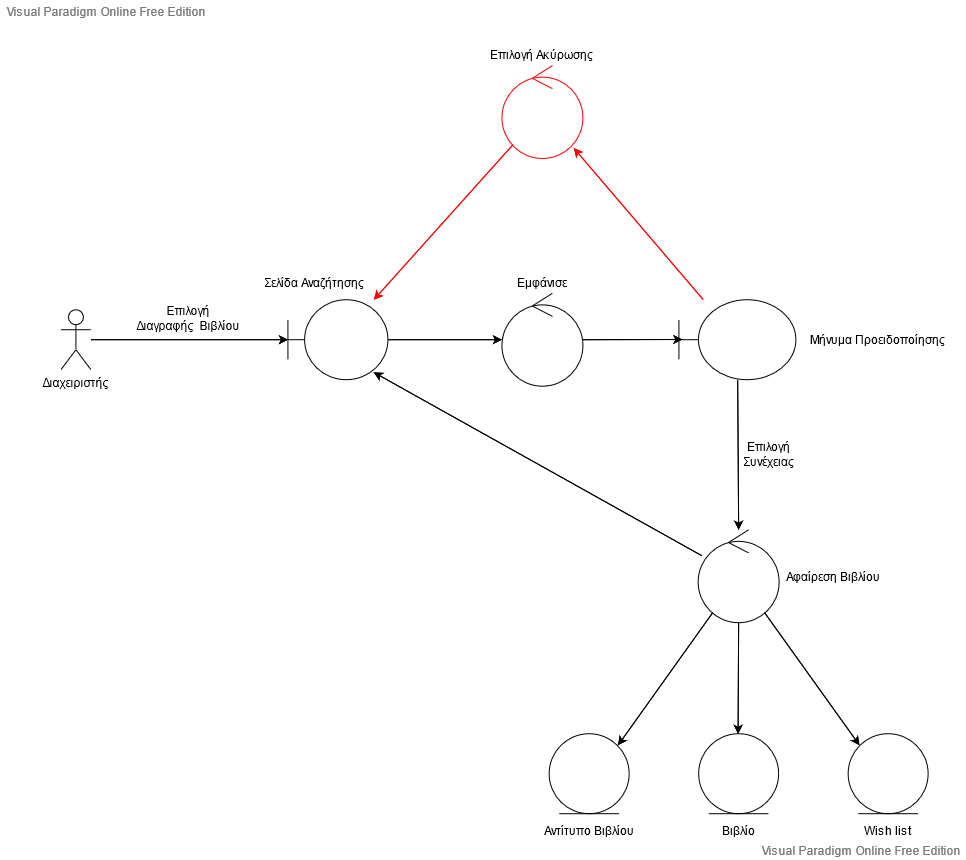 Visual Paradigm Online Free Edition
Επιλογή Ακύρωσης
Σελίδα Αναζήτησης
Εμφάνισε
Επιλογή
Διαγραφής Βιβλίου
Μήνυμα Προειδοποίησης
Διαχειριστής
Επιλογή
Συνέχειας
Αφαίρεση Βιβλίου
Αντίτυπο Βιβλίου
Βιβλίο
Wish list
Visual Paradigm Online Free Edition